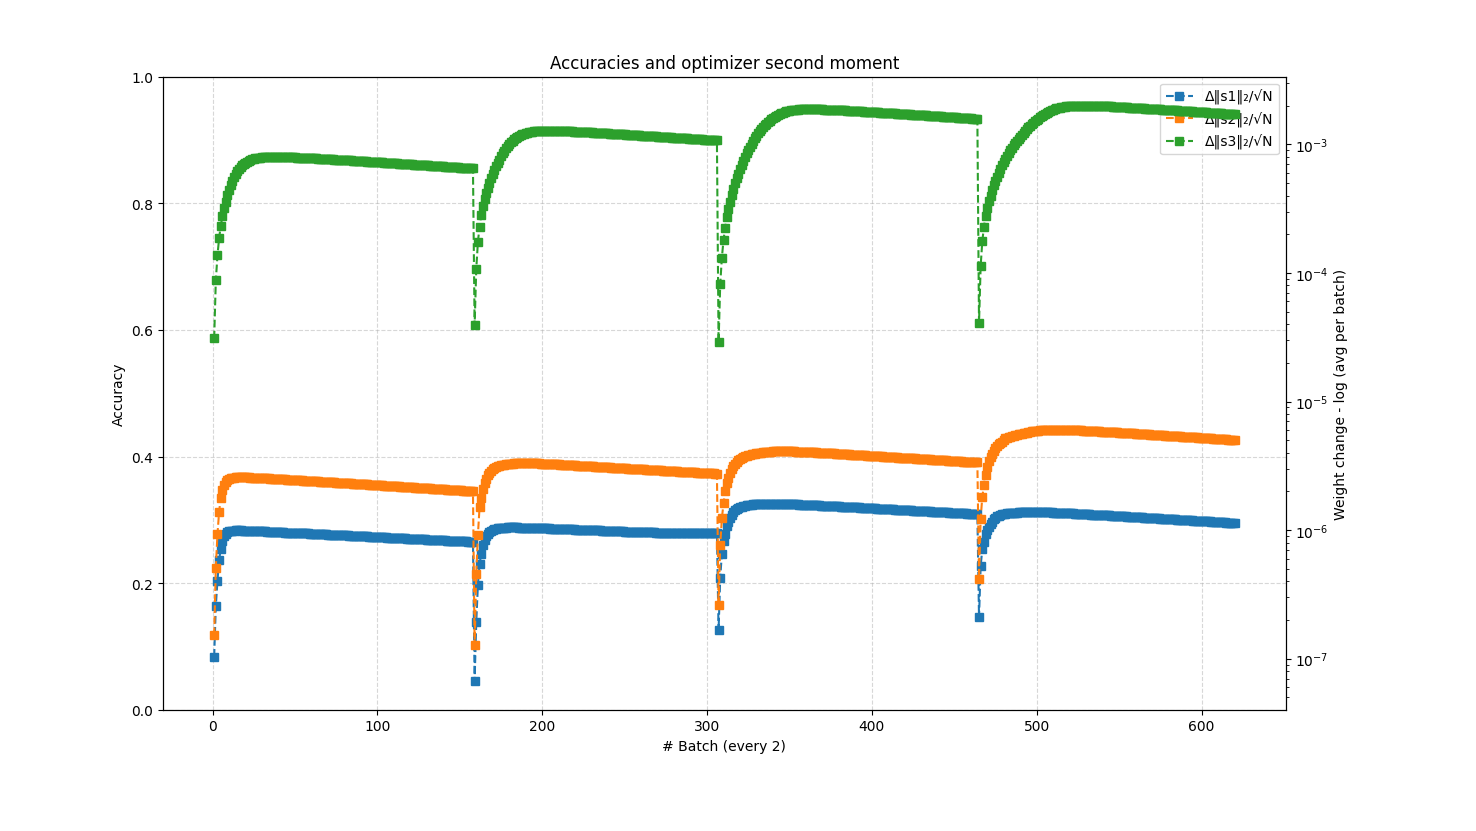 Accuracies and optimizer second moment
Δ‖s1‖₂/√N
Δ‖s2‖₂/√N
Δ‖s3‖₂/√N
1.0
0.8
0.6
0.4
0.2
0.0
Accuracy
10⁻³
10⁻⁴
10⁻⁵
10⁻⁶
10⁻⁷
Weight change - log (avg per batch)
0 100 200 300 400 500 600
# Batch (every 2)